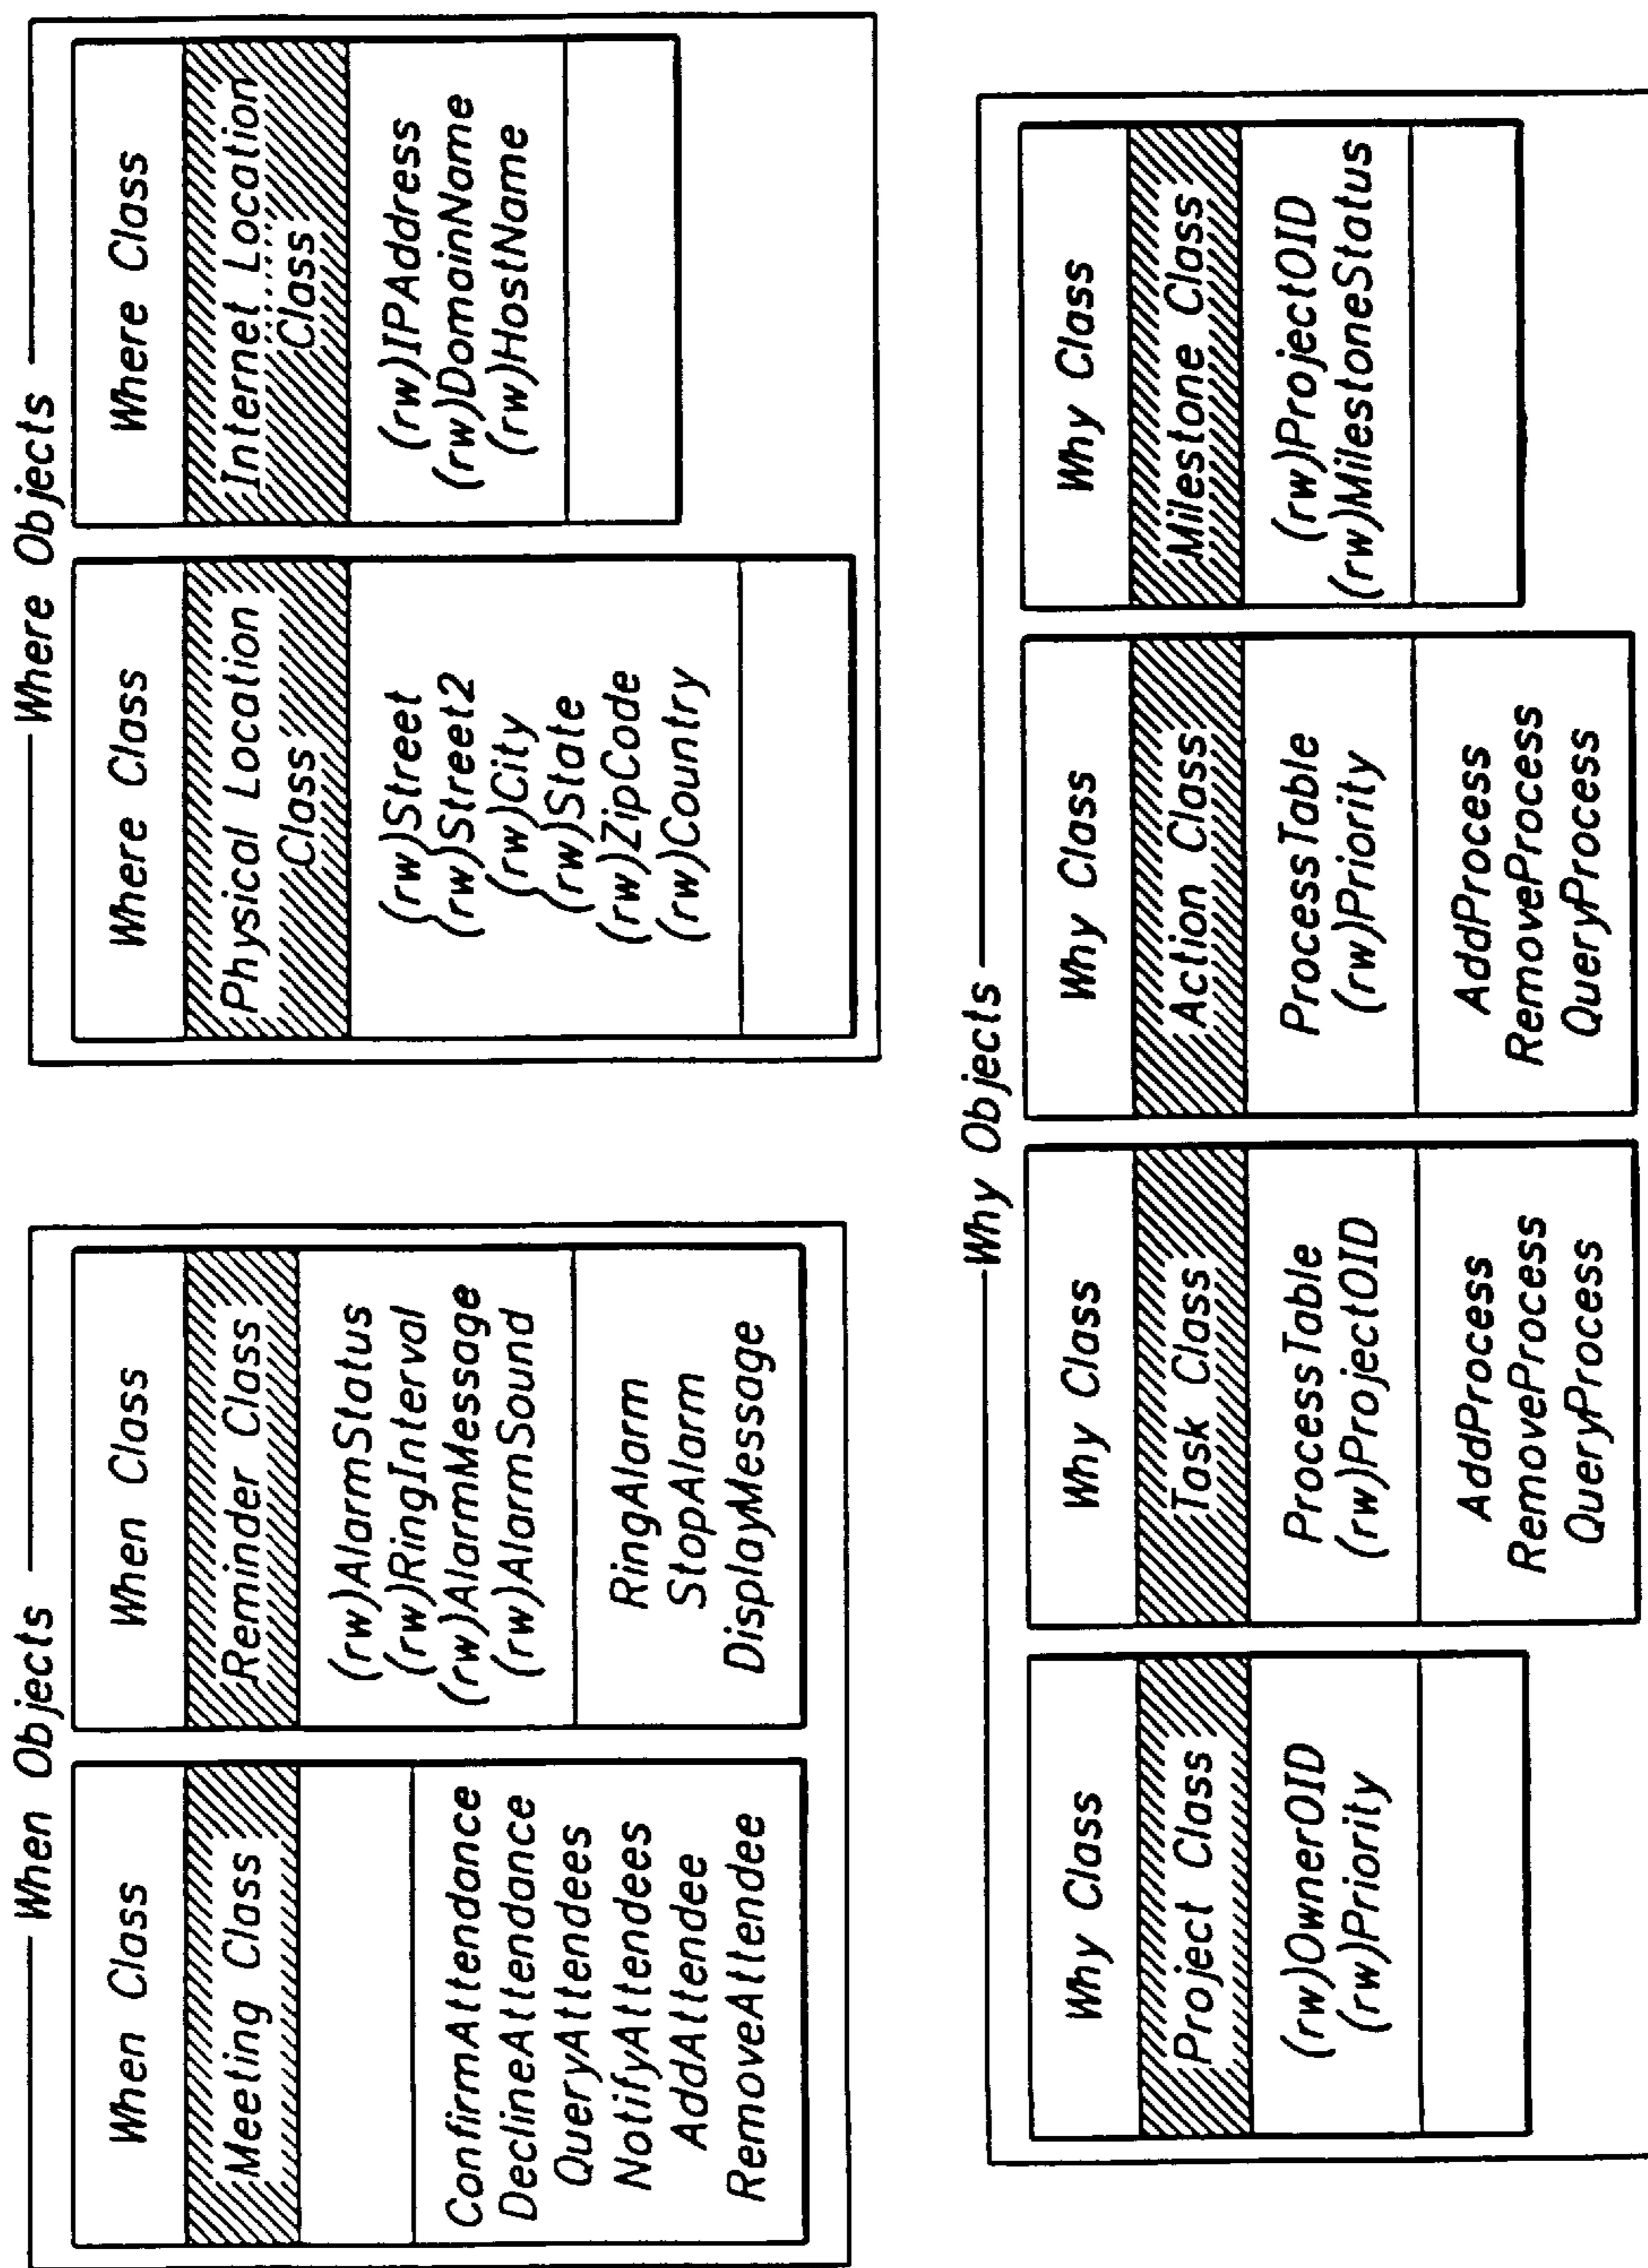 When Objects
When Class
Meeting Class
ConfirmAttendance
DeclineAttendance
QueryAttendees
NotifyAttendees
AddAttendee
RemoveAttendee
When Class
Reminder Class
(rw)AlarmStatus
(rw)RingInterval
(rw)AlarmMessage
(rw)AlarmSound
RingAlarm
StopAlarm
DisplayMessage
Where Objects
Where Class
Physical Location
Class
(rw)Street
(rw)Street2
(rw)City
(rw)State
(rw)ZipCode
(rw)Country
Where Class
Internet Location
Class
(rw)IPAddress
(rw)DomainName
(rw)HostName
Why Objects
Why Class
Project Class
(rw)OwnerOID
(rw)Priority
Why Class
Task Class
ProcessTable
(rw)ProjectOID
AddProcess
RemoveProcess
QueryProcess
Why Class
Action Class
ProcessTable
(rw)Priority
AddProcess
RemoveProcess
QueryProcess
Why Class
Milestone Class
(rw)ProjectOID
(rw)MilestoneStatus